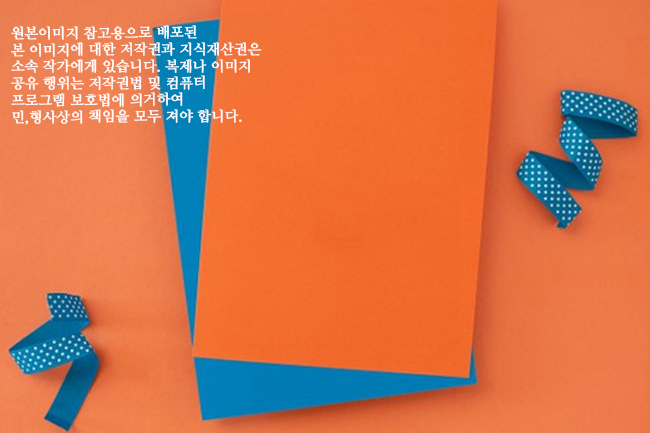 원본이미지 참고용으로 배포된
본 이미지에 대한 저작권과 지식재산권은
소속 작가에게 있습니다. 복제나 이미지
공유 행위는 저작권법 및 컴퓨터
프로그램 보호법에 의거하여
민,형사상의 책임을 모두 져야 합니다.